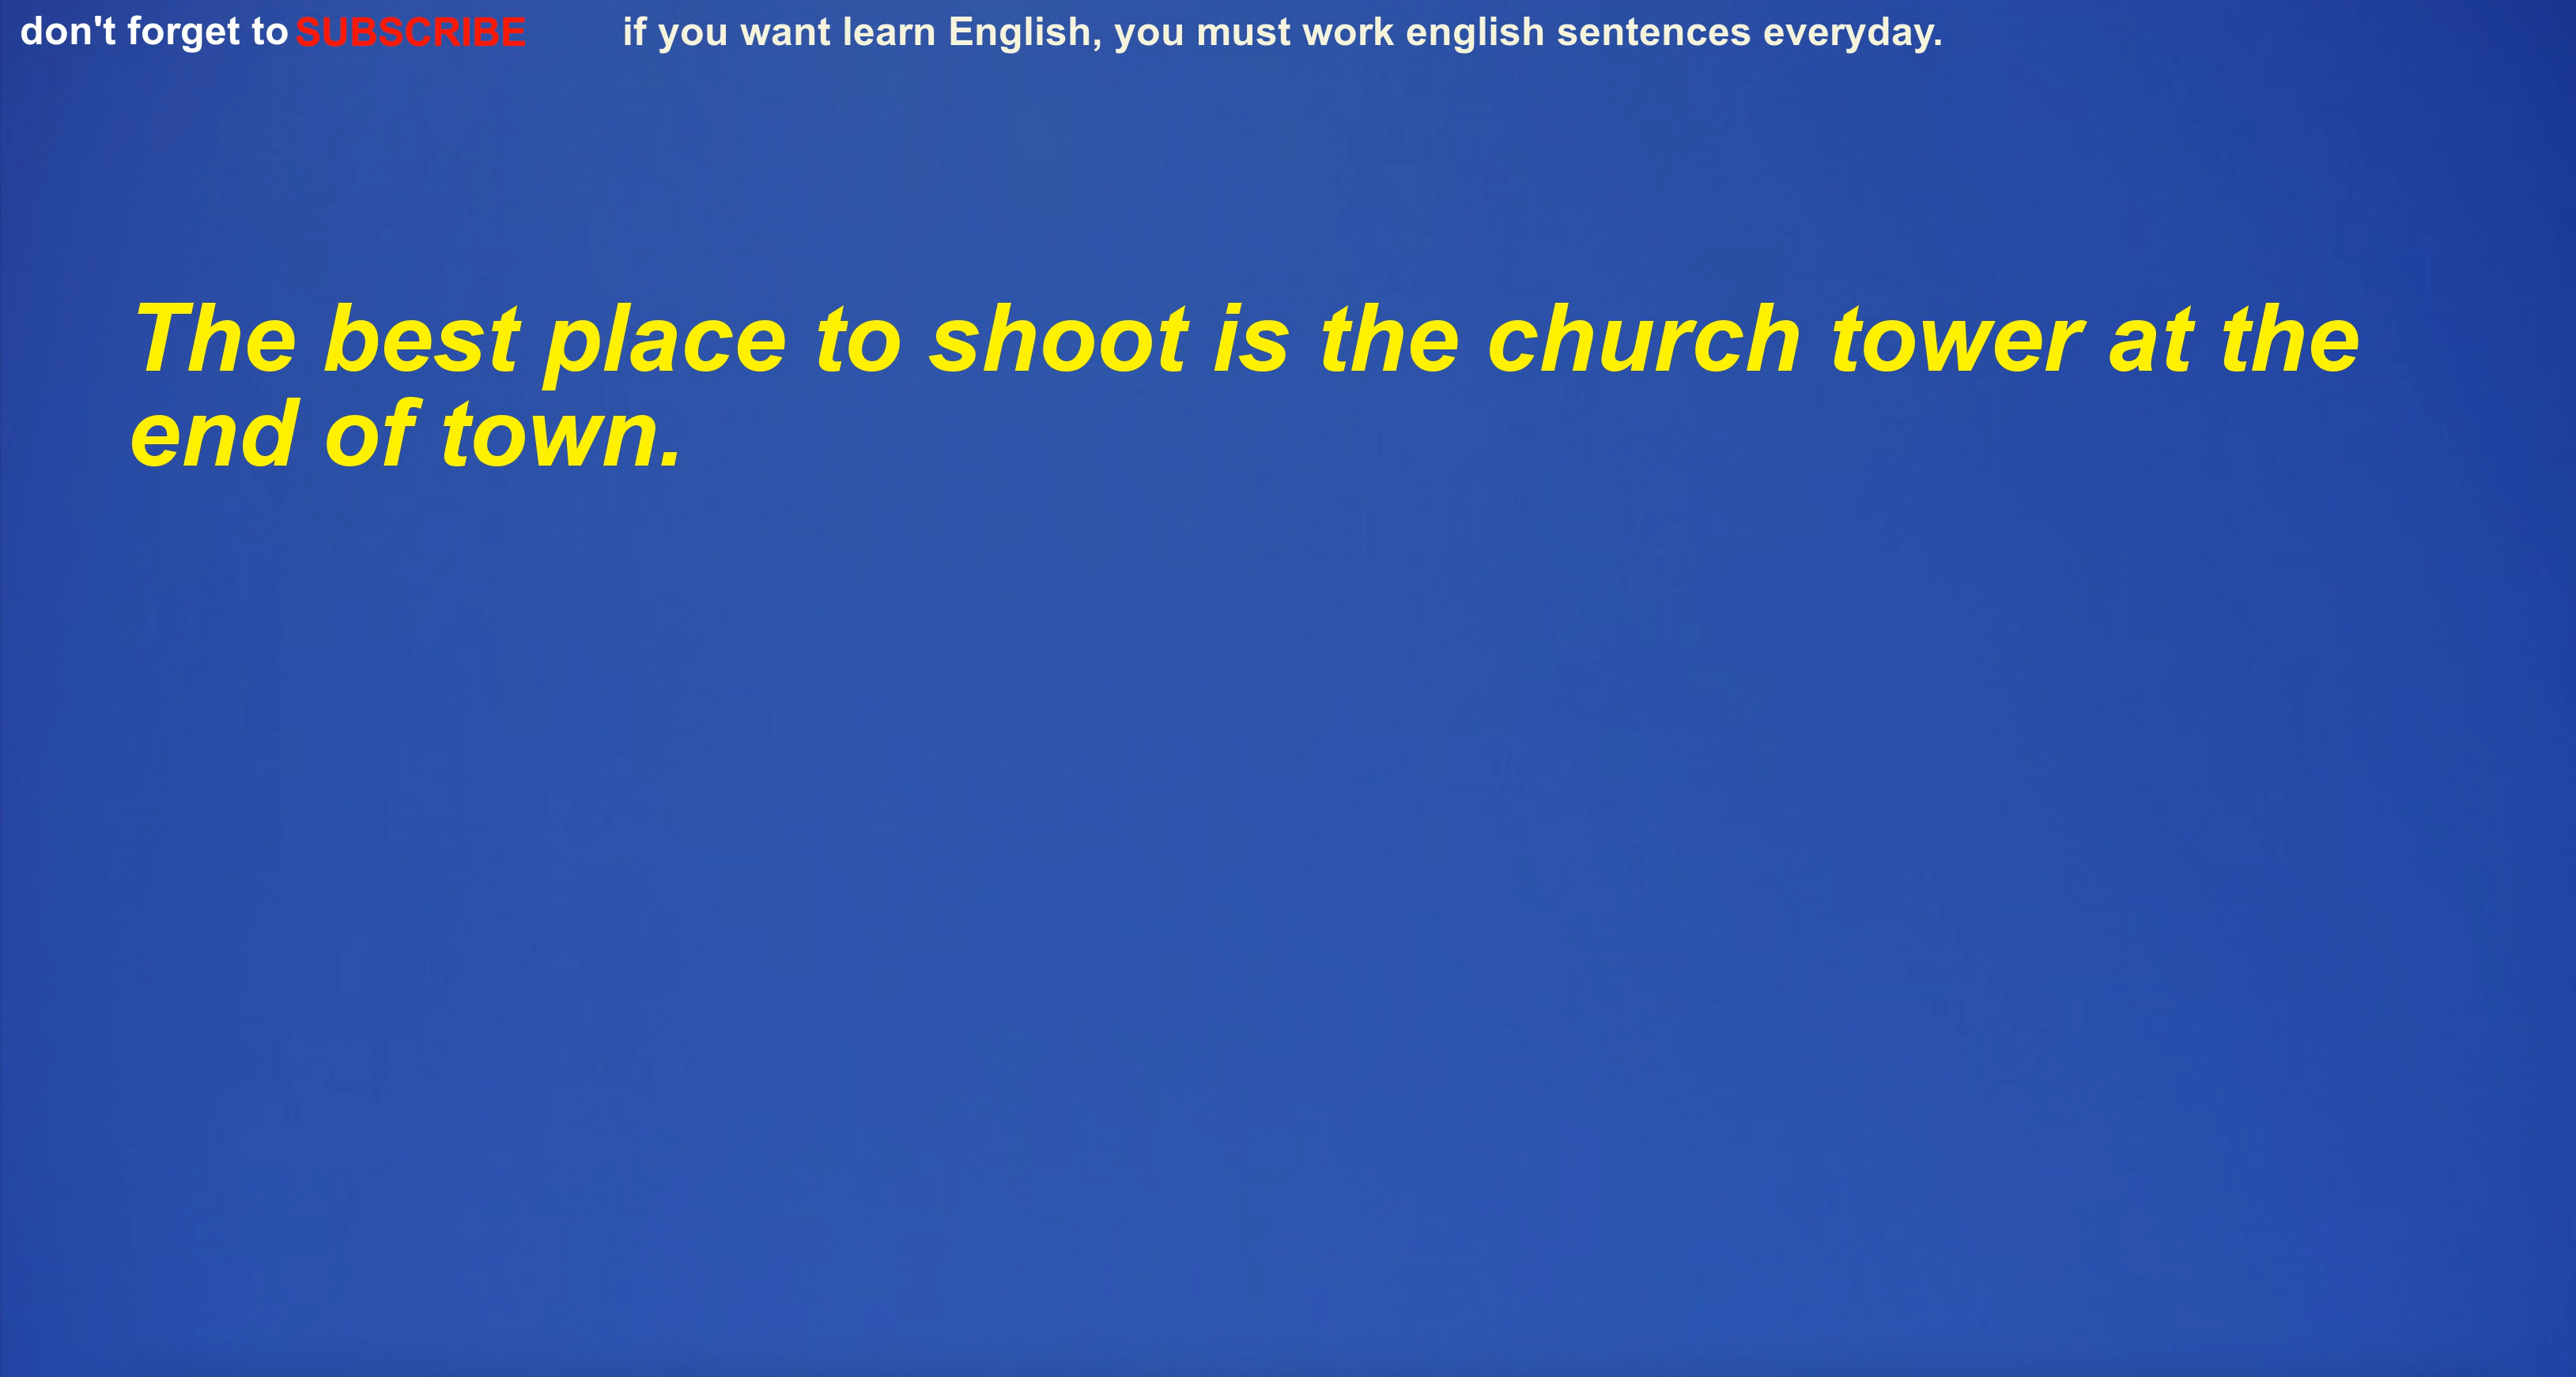 don't forget to SUBSCRIBE if you want learn English, you must work english sentences everyday.
The best place to shoot is the church tower at the
end of town.